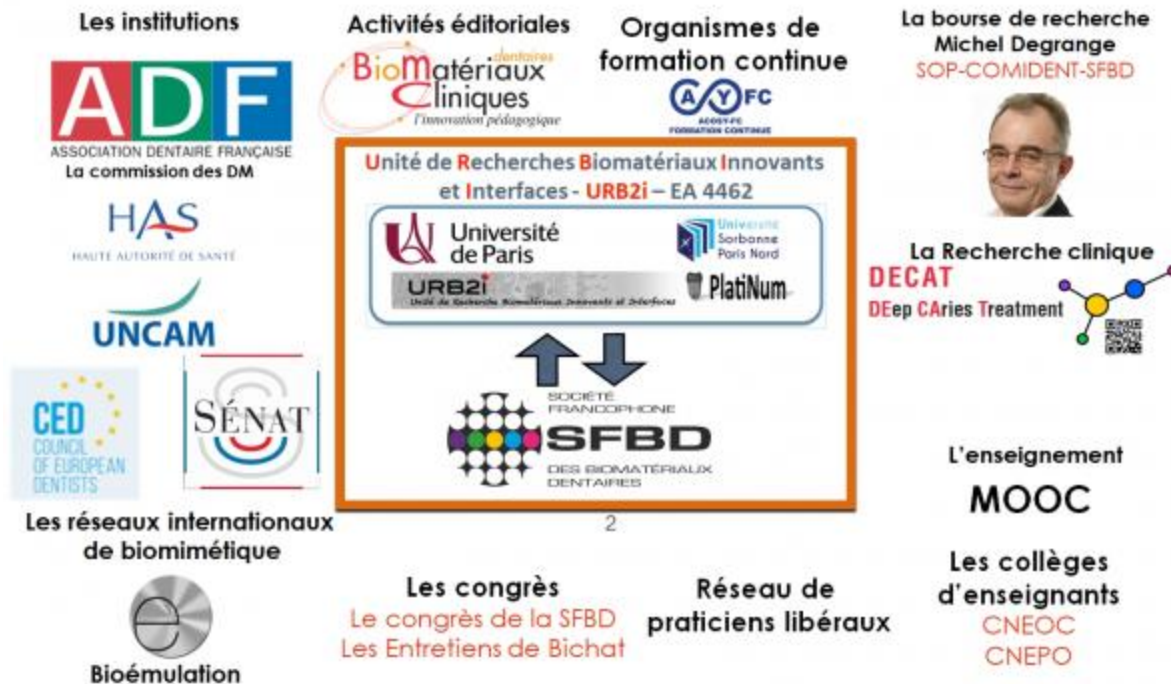 Les institutions
ADF
ASSOCIATION DENTAIRE FRANÇAISE
La commission des DM
HAS
HAUTE AUTORITÉ DE SANTÉ
UNCAM
CED
COUNCIL
OF EUROPEAN
DENTISTS
SÉNAT
Les réseaux internationaux
de biomimétique
e
Bioémulation
Activités éditoriales
dentaires
BioMatériaux
Cliniques
l'innovation pédagogique
Organismes de
formation continue
AYFC
ACOSY-FC
FORMATION CONTINUE
Unité de Recherches Biomatériaux Innovants
et Interfaces - URB2i – EA 4462
Université
de Paris
Université
Sorbonne
Paris Nord
URB2i
Unité de Recherche Biomatériaux Innovants et Interfaces
PlatiNum
SOCIÉTÉ
FRANCOPHONE
SFBD
DES BIOMATÉRIAUX
DENTAIRES
2
Les congrès
Le congrès de la SFBD
Les Entretiens de Bichat
Réseau de
praticiens libéraux
La bourse de recherche
Michel Degrange
SOP-COMIDENT-SFBD
La Recherche clinique
DECAT
DEep CAries Treatment
L'enseignement
MOOC
Les collèges
d'enseignants
CNEOC
CNEPO